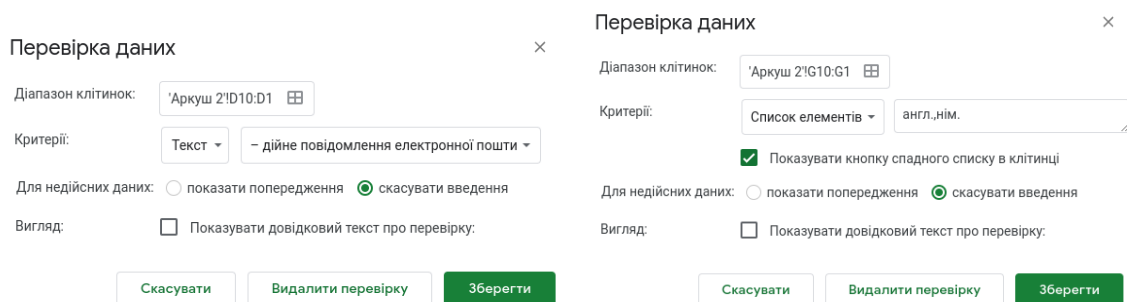 Перевірка даних
Діапазон клітинок: 'Аркуш 2'!D10:D1
Критерії: Текст – дійне повідомлення електронної пошти
Для недійсних даних: показати попередження скасувати введення
Вигляд: Показувати довідковий текст про перевірку:
Скасувати Видалити перевірку Зберегти
Перевірка даних
Діапазон клітинок: 'Аркуш 2'!G10:G1
Критерії: Список елементів англ.,нім.
Показувати кнопку спадного списку в клітинці
Для недійсних даних: показати попередження скасувати введення
Вигляд: Показувати довідковий текст про перевірку:
Скасувати Видалити перевірку Зберегти